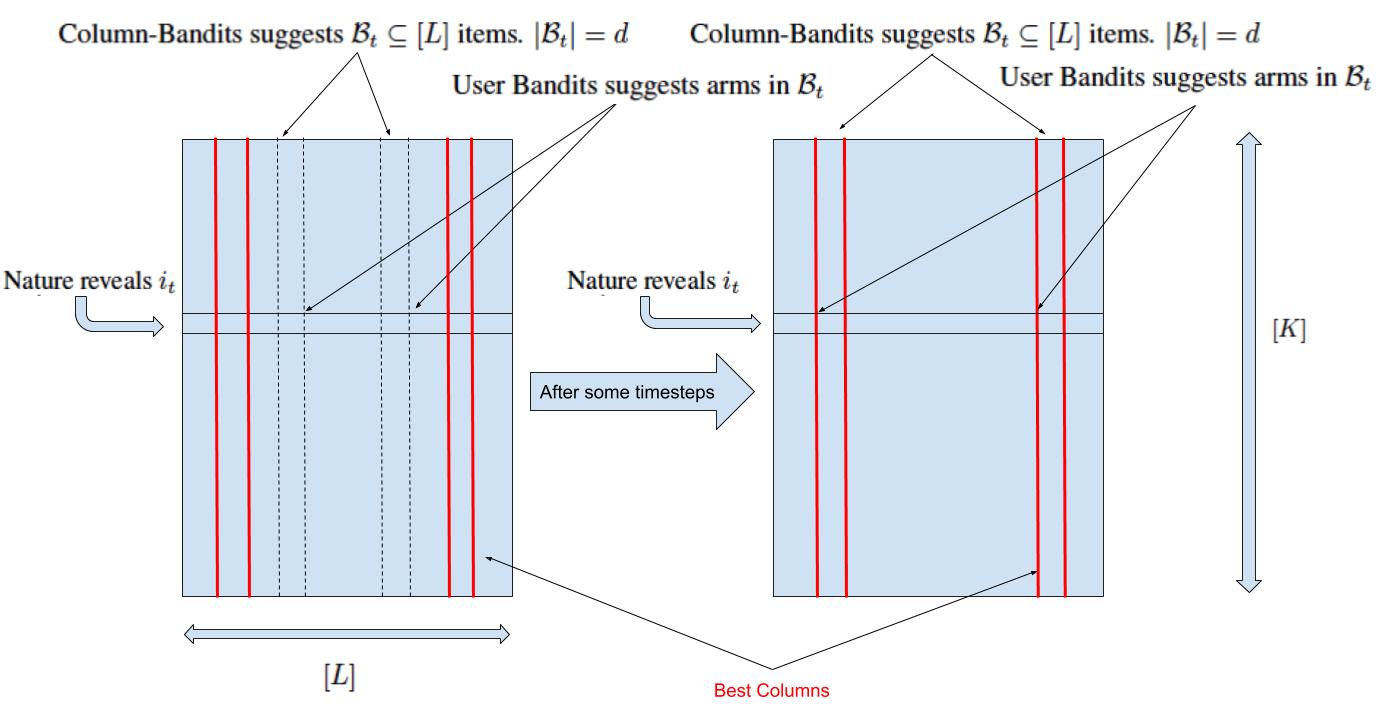 Column-Bandits suggests $\mathcal{B}_t \subseteq [L]$ items. $|\mathcal{B}_t| = d$
Column-Bandits suggests $\mathcal{B}_t \subseteq [L]$ items. $|\mathcal{B}_t| = d$
User Bandits suggests arms in $\mathcal{B}_t$
User Bandits suggests arms in $\mathcal{B}_t$
Nature reveals $i_t$
Nature reveals $i_t$
$[K]$
After some timesteps
$[L]$
Best Columns